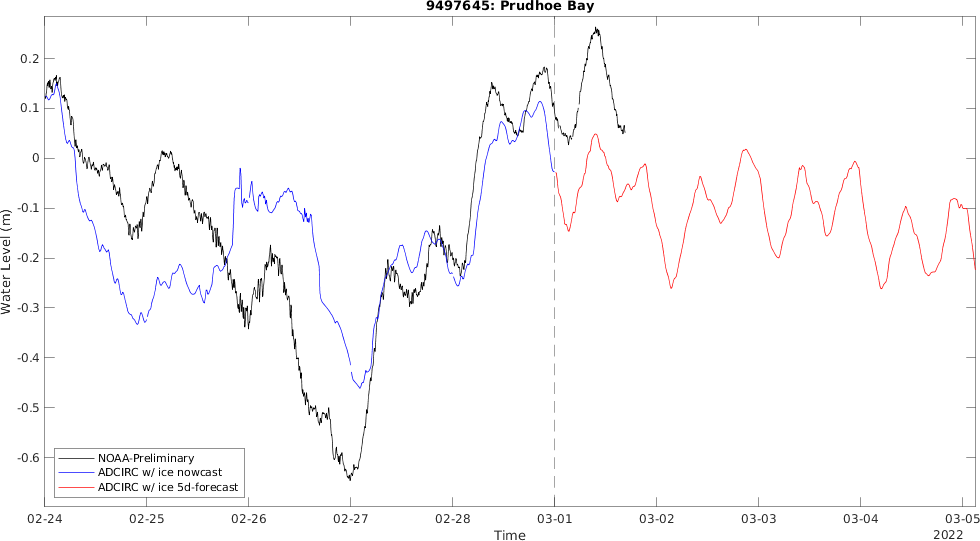 9497645: Prudhoe Bay
Water Level (m)
0.2
0.1
0
-0.1
-0.2
-0.3
-0.4
-0.5
-0.6
NOAA-Preliminary
ADCIRC w/ ice nowcast
ADCIRC w/ ice 5d-forecast
02-24 02-25 02-26 02-27 02-28 03-01 03-02 03-03 03-04 03-05
Time
2022